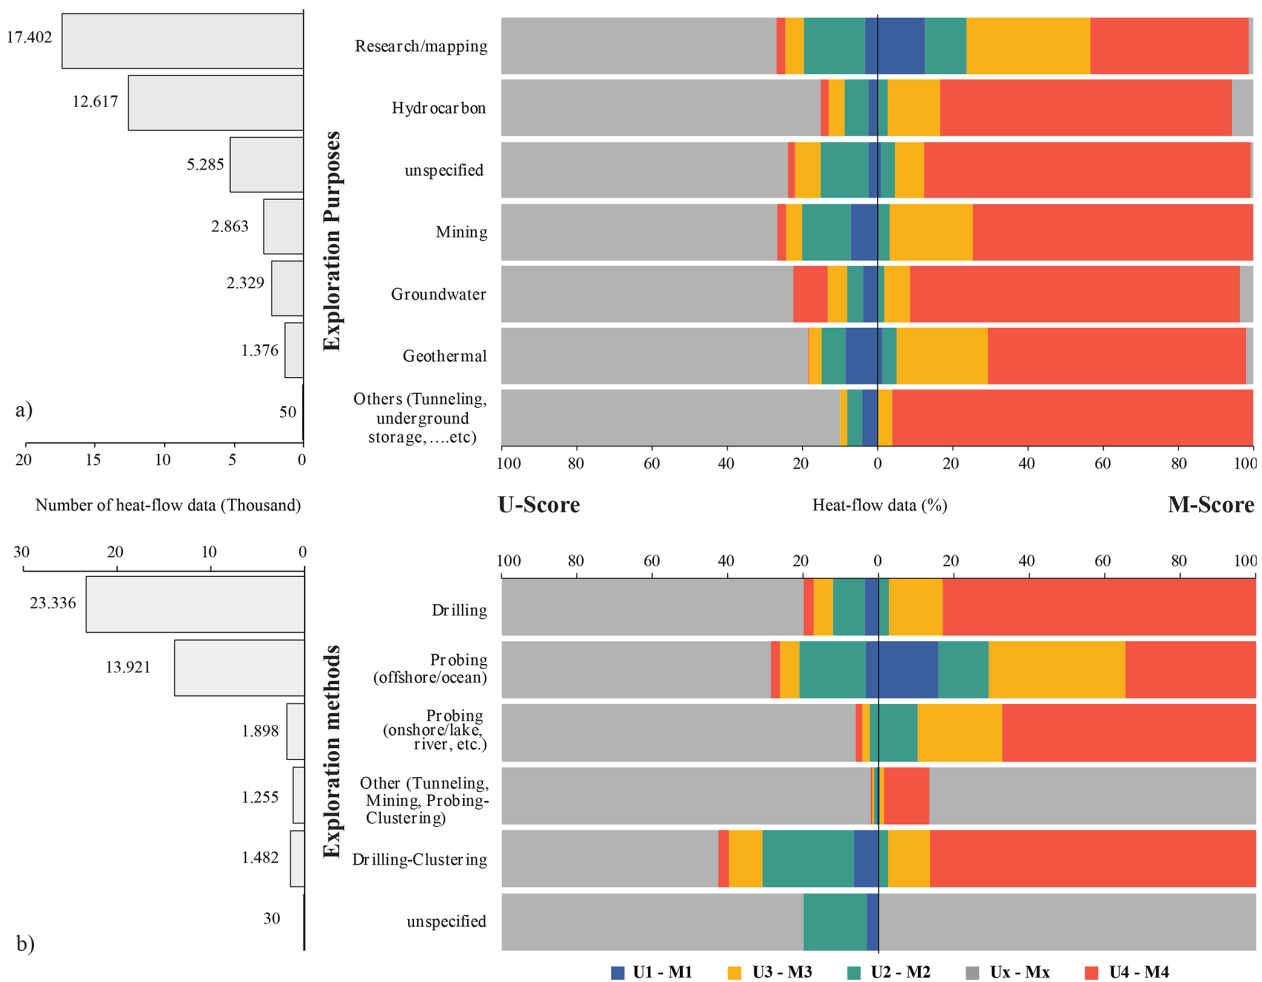 17.402
12.617
5.285
2.863
2.329
1.376
50
a)
20 15 10 5 0
Number of heat-flow data (Thousand)
Exploration Purposes
Research/mapping
Hydrocarbon
unspecified
Mining
Groundwater
Geothermal
Others (Tunneling,
underground
storage,....etc)
100 80 60 40 20 0 20 40 60 80 100
U-Score
Heat-flow data (%)
M-Score
30 20 10 0
23.336
13.921
1.898
1.255
1.482
30
b)
Exploration methods
100 80 60 40 20 0 20 40 60 80 100
Drilling
Probing
(offshore/ocean)
Probing
(onshore/lake,
river, etc.)
Other (Tunneling,
Mining, Probing-
Clustering)
Drilling-Clustering
unspecified
U1 - M1
U3 - M3
U2 - M2
Ux - Mx
U4 - M4